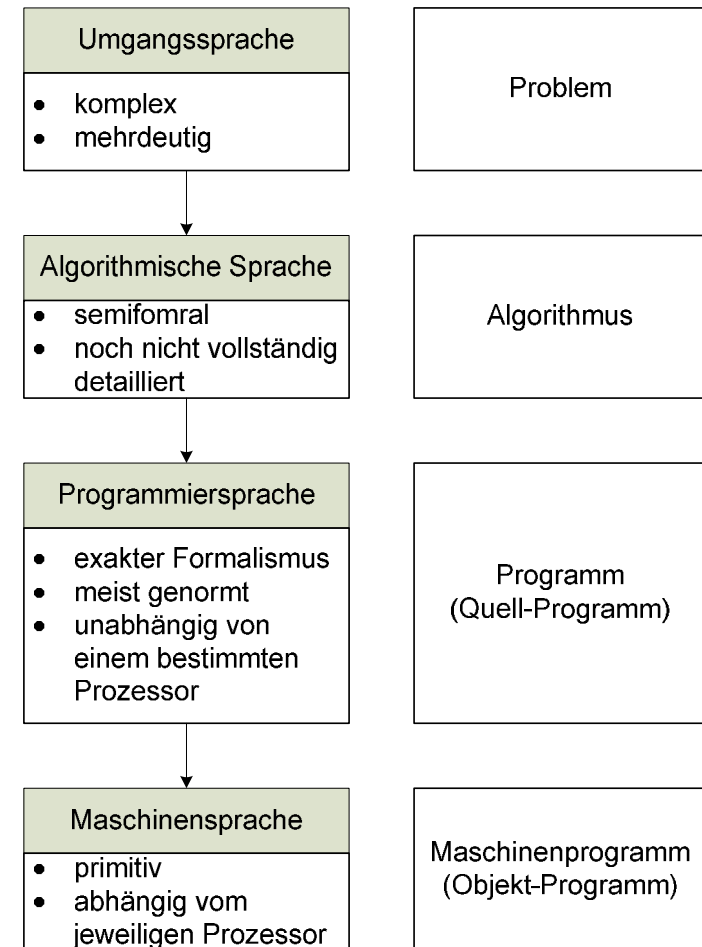 Umgangssprache
• komplex
• mehrdeutig
Problem
Algorithmische Sprache
• semifomral
• noch nicht vollständig
detailliert
Algorithmus
Programmiersprache
• exakter Formalismus
• meist genormt
• unabhängig von
einem bestimmten
Prozessor
Programm
(Quell-Programm)
Maschinensprache
• primitiv
• abhängig vom
jeweiligen Prozessor
Maschinenprogramm
(Objekt-Programm)